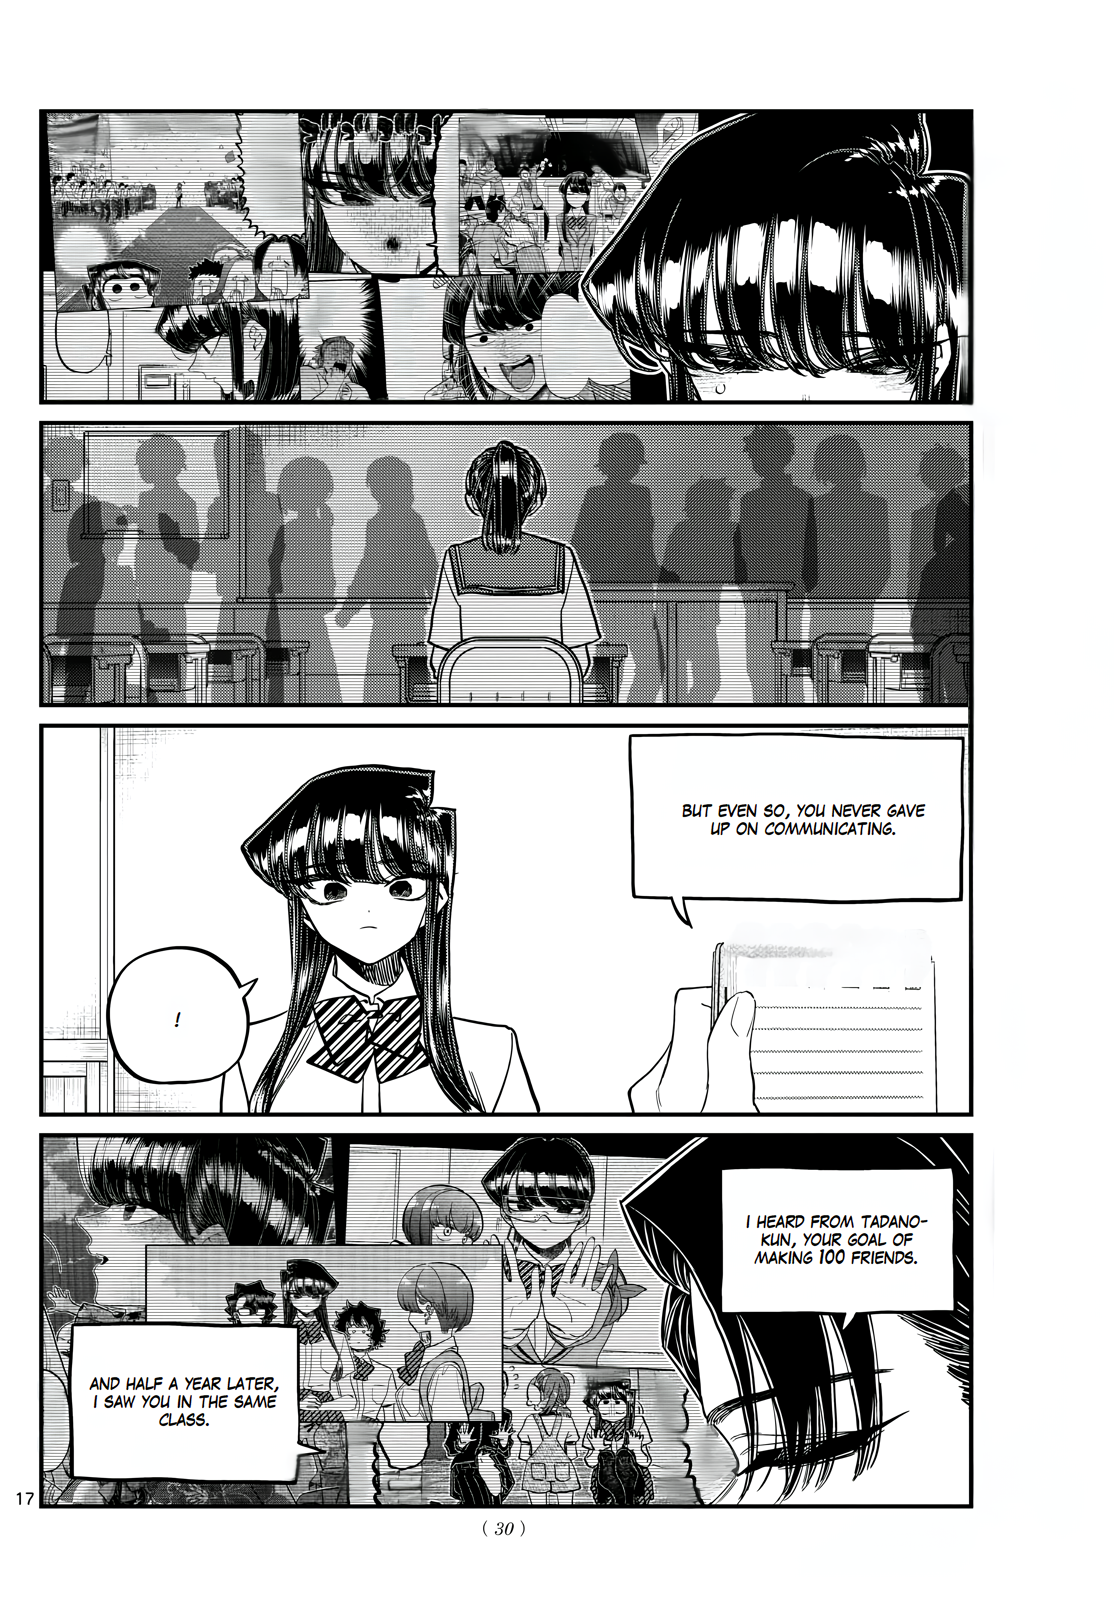 BUT EVEN SO, YOU NEVER GAVE
UP ON COMMUNICATING.
!
I HEARD FROM TADANO-
KUN, YOUR GOAL OF
MAKING 100 FRIENDS.
AND HALF A YEAR LATER,
I SAW YOU IN THE SAME
CLASS.
17
( 30 )